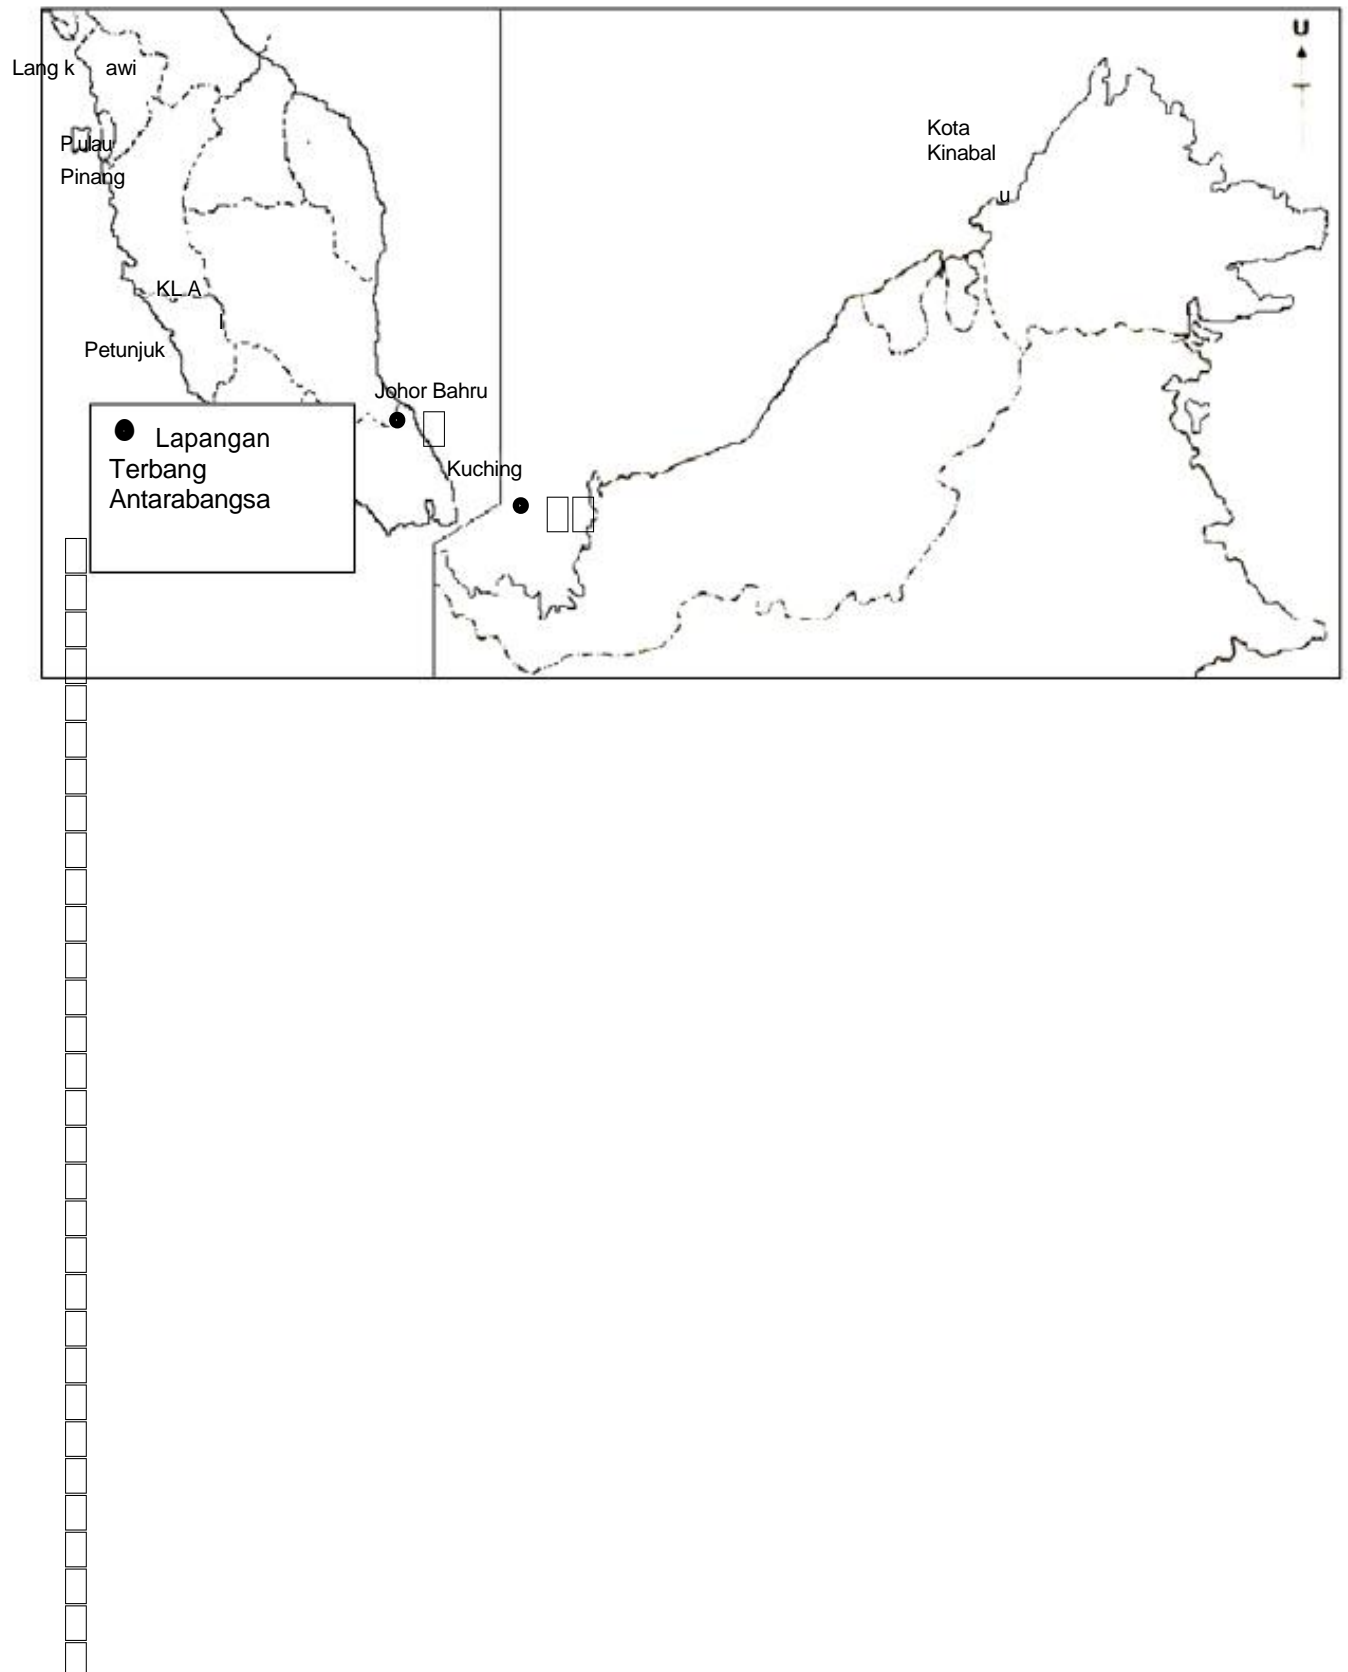 U
Lang k awi
Kota
Kinabal
u
Pulau
Pinang
KL A
I
Petunjuk
Johor Bahru
Lapangan
Terbang
Antarabangsa
Kuching